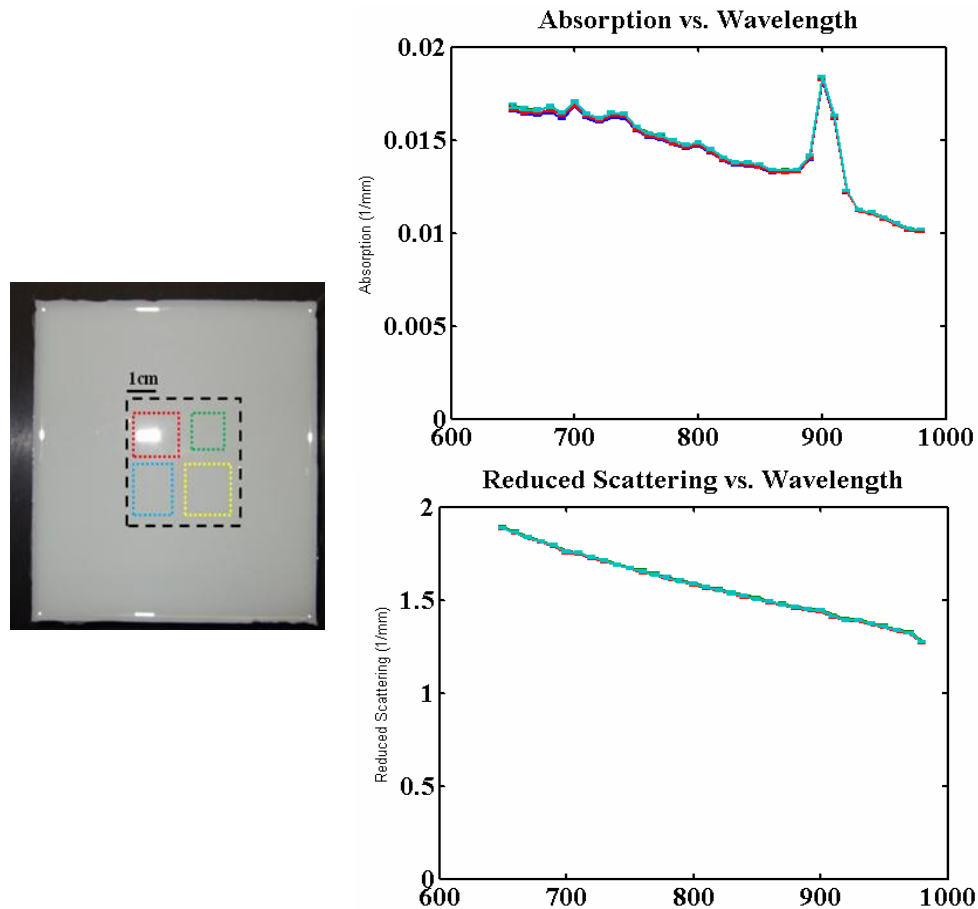 Absorption vs. Wavelength
0.02
0.015
0.01
0.005
0
Absorption (1/mm)
600 700 800 900 1000
1cm
Reduced Scattering vs. Wavelength
2
1.5
1
0.5
0
Reduced Scattering (1/mm)
600 700 800 900 1000